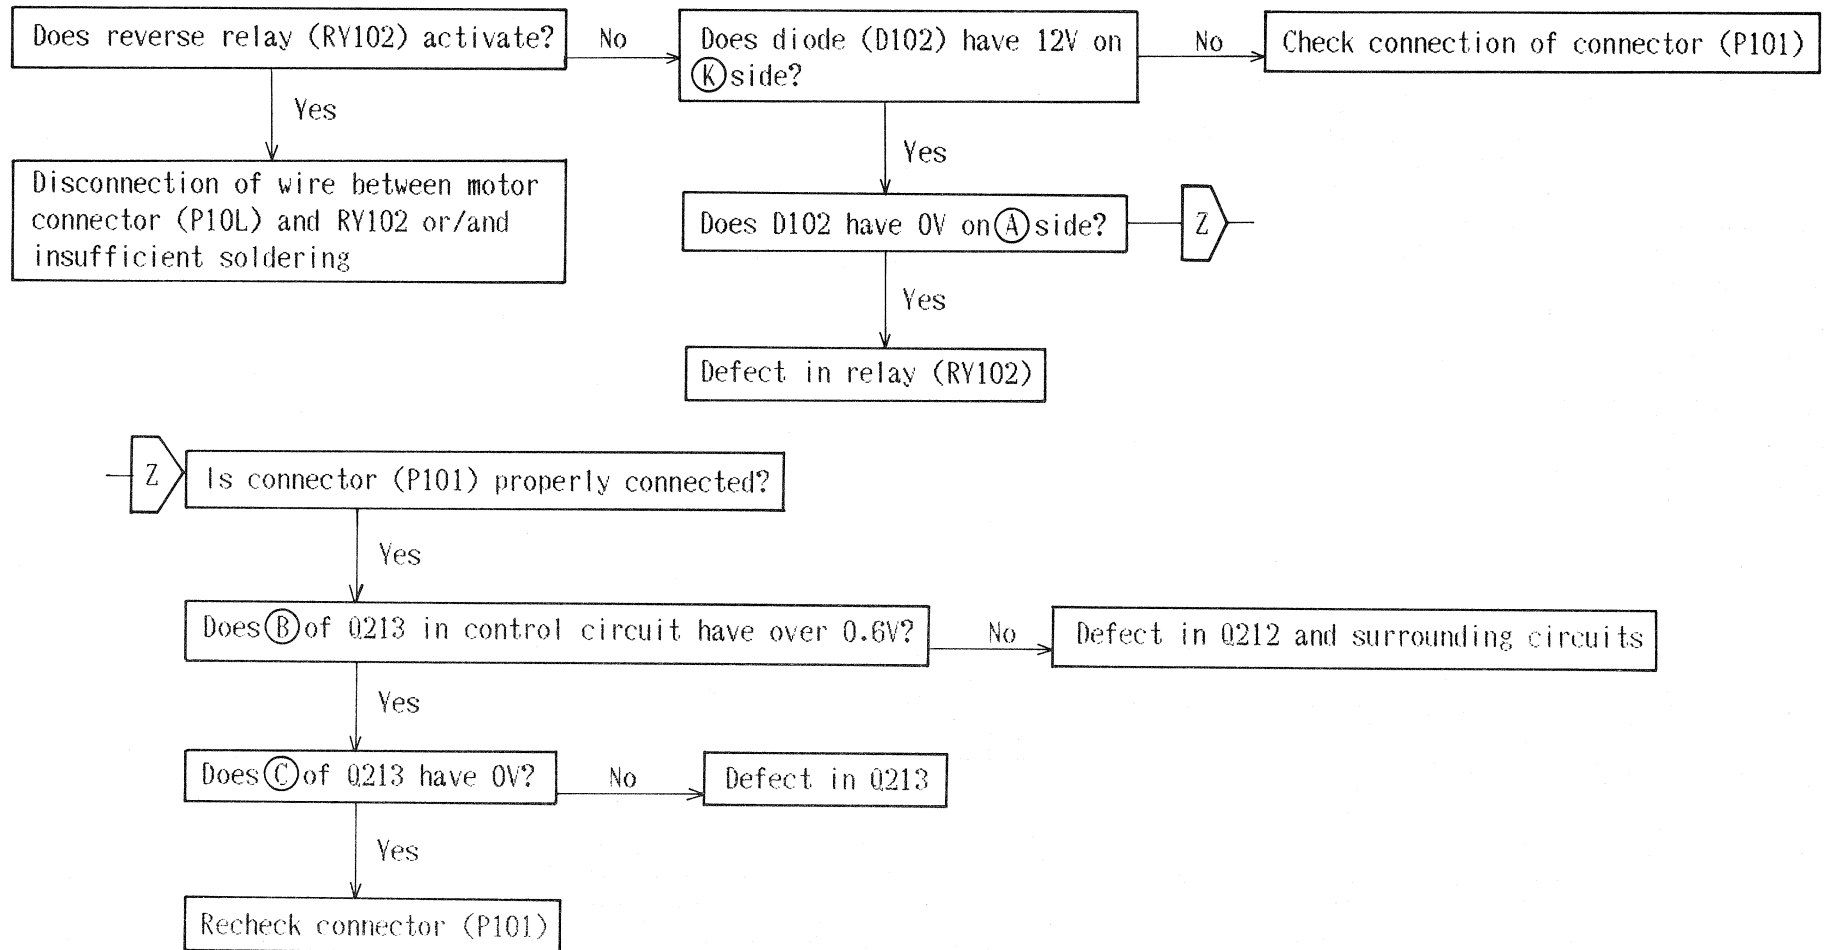 Does reverse relay (RY102) activate?
No
Does diode (D102) have 12V on
Ⓚ side?
No
Check connection of connector (P101)
Yes
Yes
Disconnection of wire between motor
connector (P10L) and RY102 or/and
insufficient soldering
Does D102 have 0V on Ⓐ side?
Z
Yes
Defect in relay (RY102)
Z
Is connector (P101) properly connected?
Yes
Does Ⓑ of Q213 in control circuit have over 0.6V?
No
Defect in Q212 and surrounding circuits
Yes
Does Ⓒ of Q213 have 0V?
No
Defect in Q213
Yes
Recheck connector (P101)